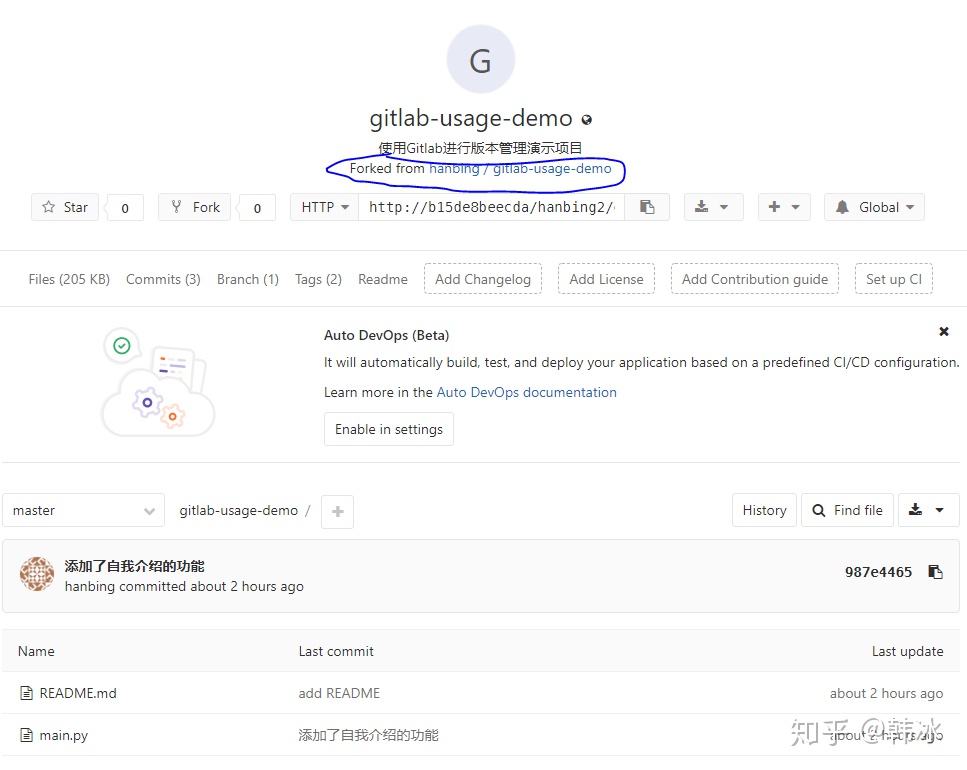 G
gitlab-usage-demo
使用Gitlab进行版本管理演示项目
Forked from hanbing / gitlab-usage-demo
Star 0 Fork 0 HTTP http://b15de8beecda/hanbing2/ Global
Files (205 KB) Commits (3) Branch (1) Tags (2) Readme Add Changelog Add License Add Contribution guide Set up CI
Auto DevOps (Beta)
It will automatically build, test, and deploy your application based on a predefined CI/CD configuration.
Learn more in the Auto DevOps documentation
Enable in settings
master gitlab-usage-demo / + History Find file
添加了自我介绍的功能
hanbing committed about 2 hours ago
987e4465
Name Last commit Last update
README.md add README about 2 hours ago
main.py 添加了自我介绍的功能 about 2 hours ago
知乎 @韩冰